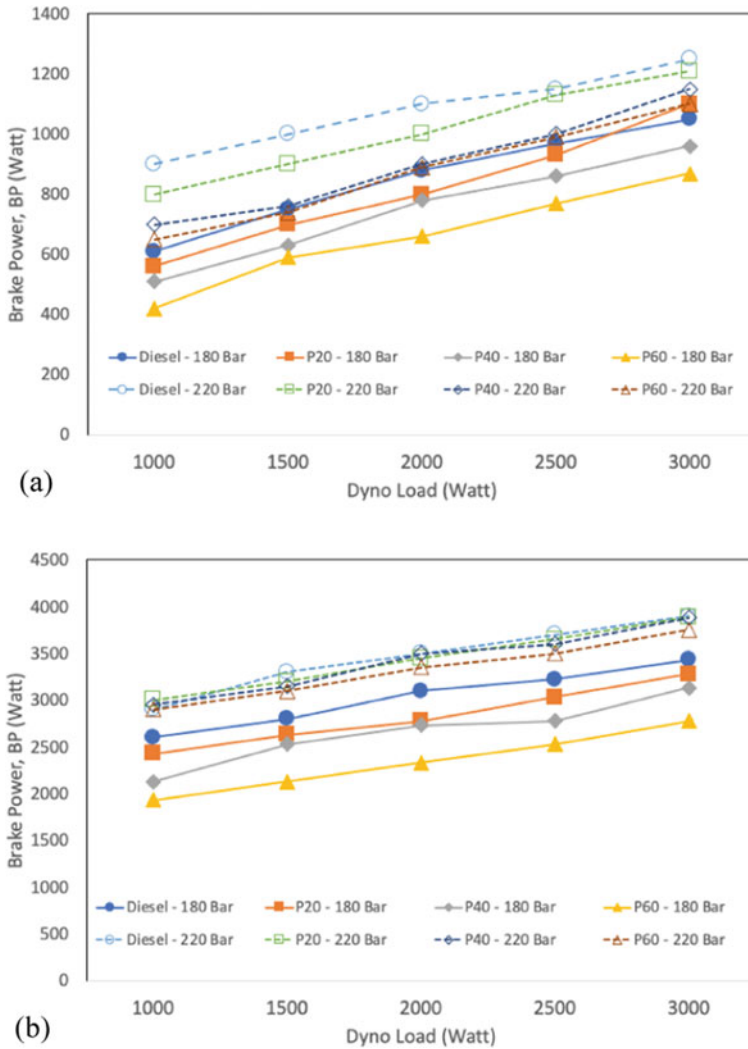 1400
1200
1000
800
600
400
200
0
Brake Power, BP (Watt)
Diesel - 180 Bar P20 - 180 Bar P40 - 180 Bar P60 - 180 Bar
Diesel - 220 Bar P20 - 220 Bar P40 - 220 Bar P60 - 220 Bar
1000 1500 2000 2500 3000
Dyno Load (Watt)
(a)
4500
4000
3500
3000
2500
2000
1500
1000
500
0
Brake Power, BP (Watt)
Diesel - 180 Bar P20 - 180 Bar P40 - 180 Bar P60 - 180 Bar
Diesel - 220 Bar P20 - 220 Bar P40 - 220 Bar P60 - 220 Bar
1000 1500 2000 2500 3000
Dyno Load (Watt)
(b)